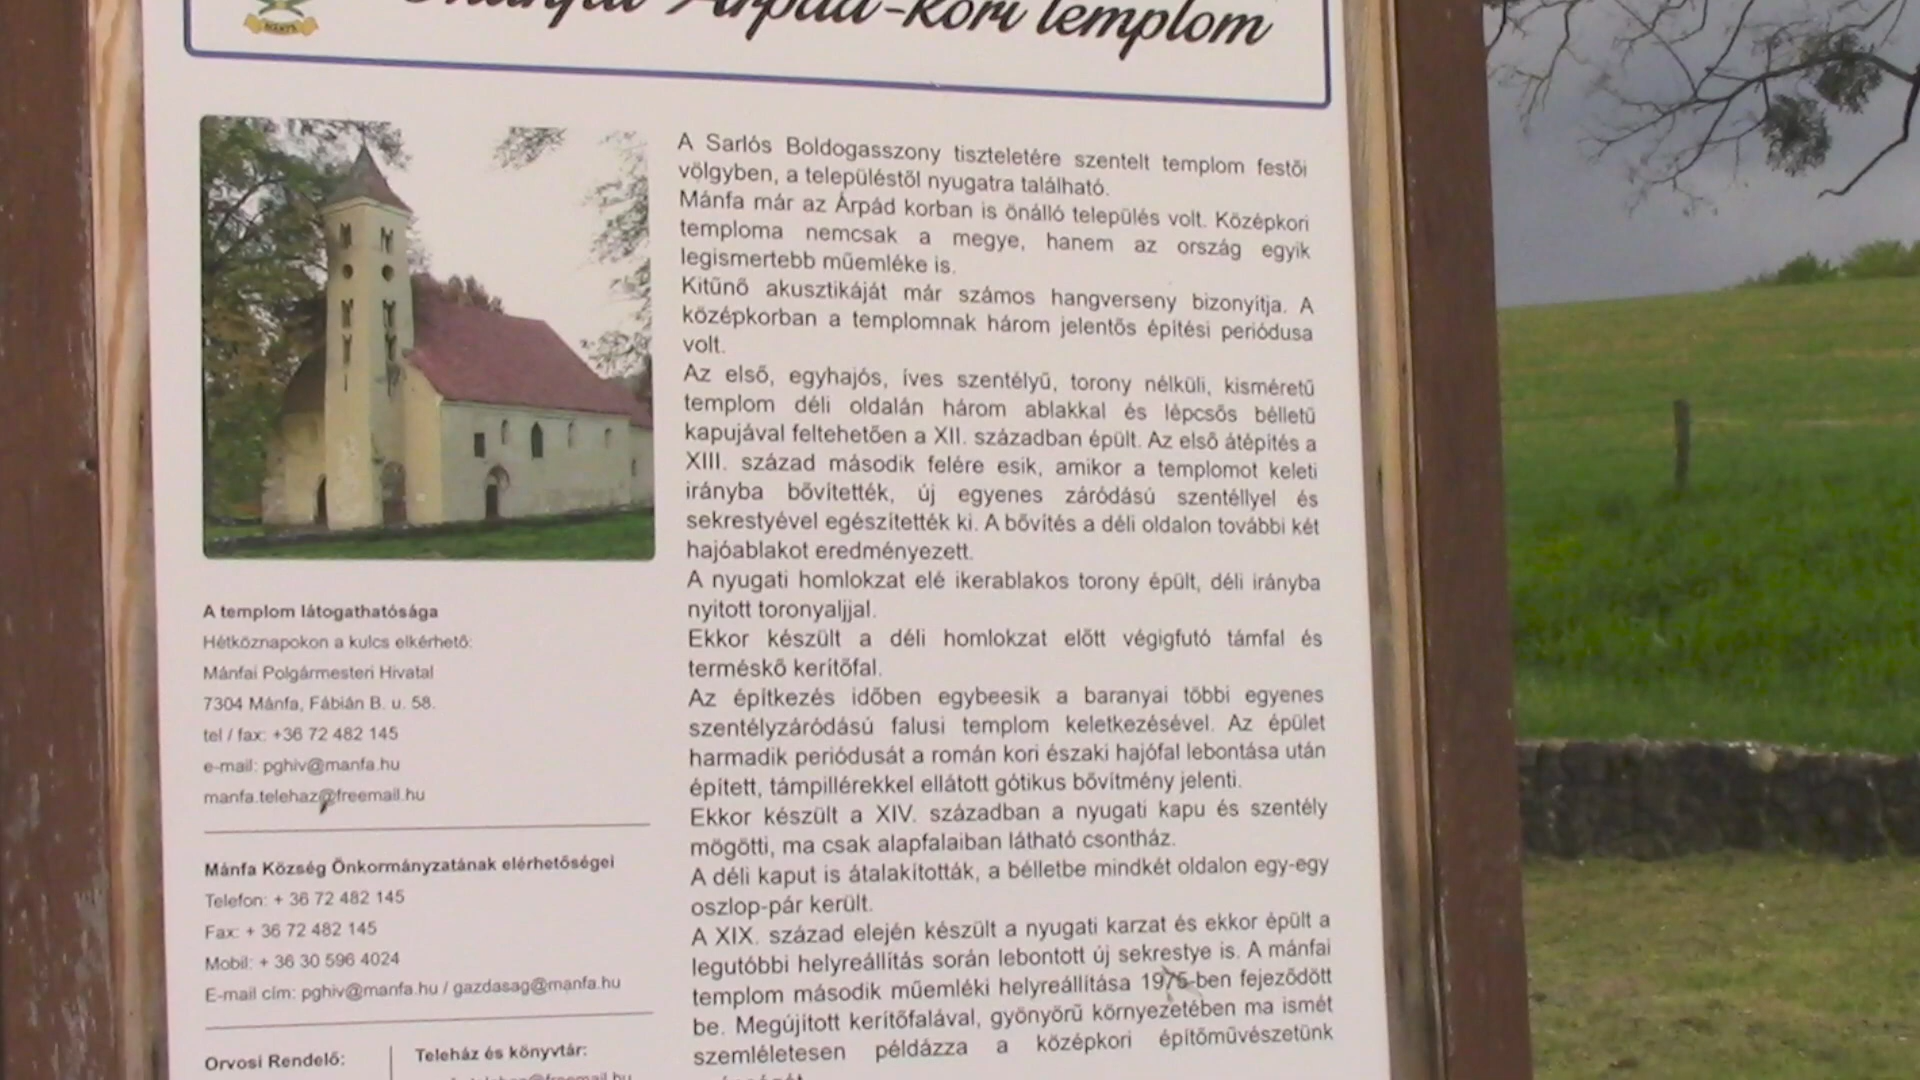 MÁNFA
Mánfa Árpád-kori templom
A Sarlós Boldogasszony tiszteletére szentelt templom festői
völgyben, a településtől nyugatra található.
Mánfa már az Árpád korban is önálló település volt. Középkori
temploma nemcsak a megye, hanem az ország egyik
legismertebb műemléke is.
Kitűnő akusztikáját már számos hangverseny bizonyítja. A
középkorban a templomnak három jelentős építési periódusa
volt.
Az első, egyhajós, íves szentélyű, torony nélküli, kisméretű
templom déli oldalán három ablakkal és lépcsős bélletű
kapujával feltehetően a XII. században épült. Az első átépítés a
XIII. század második felére esik, amikor a templomot keleti
irányba bővítették, új egyenes záródású szentéllyel és
sekrestyével egészítették ki. A bővítés a déli oldalon további két
hajóablakot eredményezett.
A nyugati homlokzat elé ikerablakos torony épült, déli irányba
nyitott toronyaljjal.
Ekkor készült a déli homlokzat előtt végigfutó támfal és
terméskő kerítőfal.
Az építkezés időben egybeesik a baranyai többi egyenes
szentélyzáródású falusi templom keletkezésével. Az épület
harmadik periódusát a román kori északi hajófal lebontása után
épített, támpillérekkel ellátott gótikus bővítmény jelenti.
Ekkor készült a XIV. században a nyugati kapu és szentély
mögötti, ma csak alapfalaiban látható csontház.
A déli kaput is átalakították, a bélletbe mindkét oldalon egy-egy
oszlop-pár került.
A XIX. század elején készült a nyugati karzat és ekkor épült a
legutóbbi helyreállítás során lebontott új sekrestye is. A mánfai
templom második műemléki helyreállítása 1975-ben fejeződött
be. Megújított kerítőfalával, gyönyörű környezetében ma ismét
szemléletesen példázza a középkori építőművészetünk
A templom látogathatósága
Hétköznapokon a kulcs elkérhető:
Mánfai Polgármesteri Hivatal
7304 Mánfa, Fábián B. u. 58.
tel / fax: +36 72 482 145
e-mail: pghiv@manfa.hu
manfa.telehaz@freemail.hu
Mánfa Község Önkormányzatának elérhetőségei
Telefon: + 36 72 482 145
Fax: + 36 72 482 145
Mobil: + 36 30 596 4024
E-mail cím: pghiv@manfa.hu / gazdasag@manfa.hu
Orvosi Rendelő:
Teleház és könyvtár: